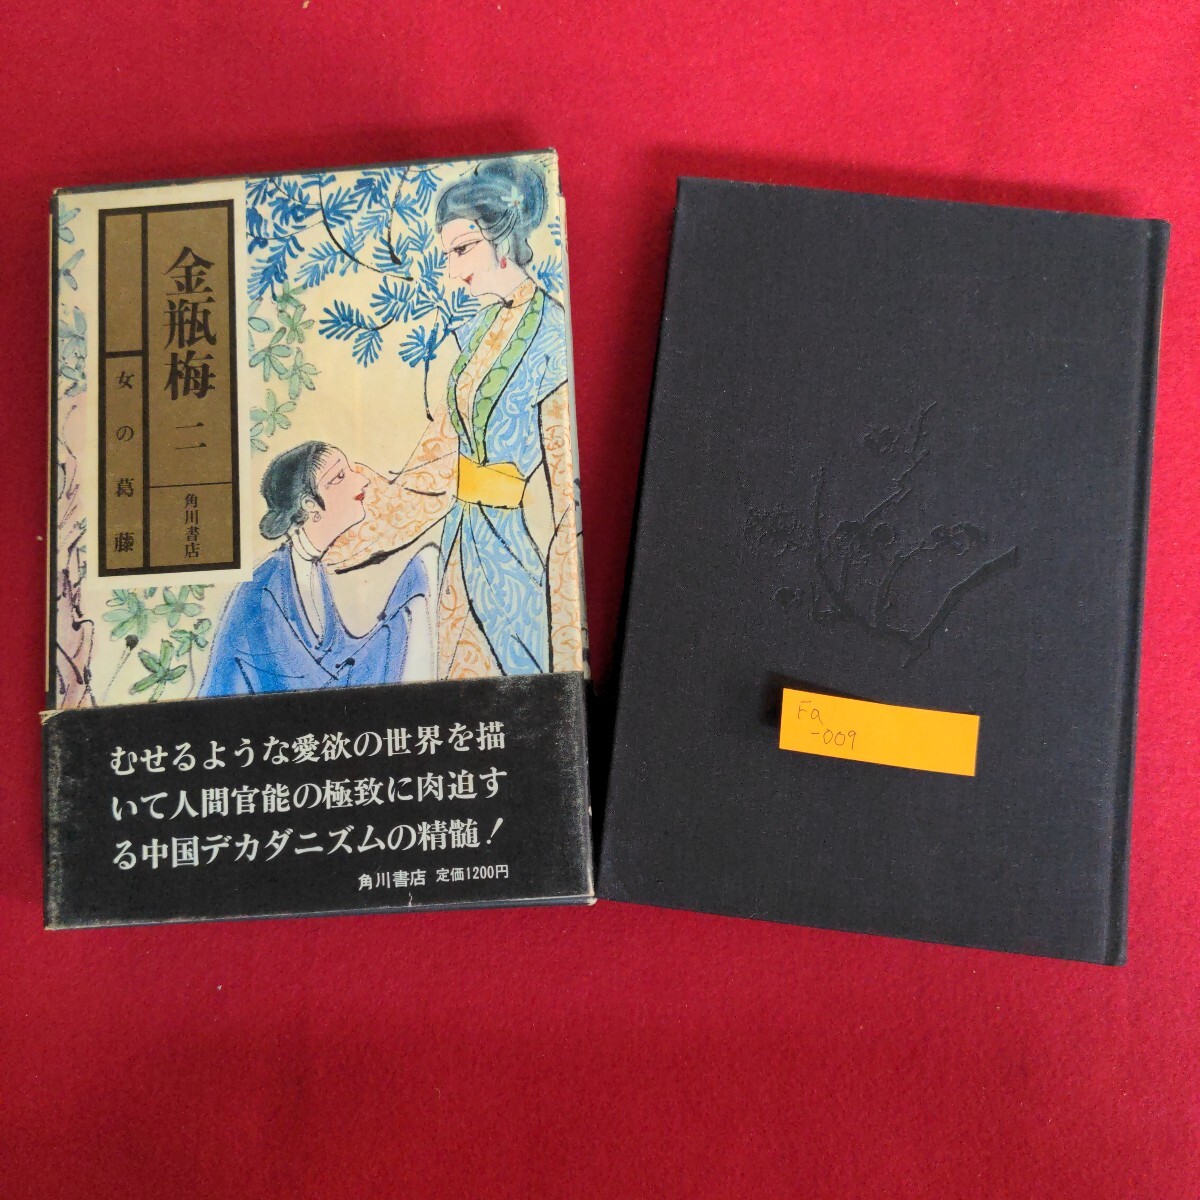 金瓶梅 二
角川書店
女の葛藤
むせるような愛欲の世界を描
いて人間官能の極致に肉迫す
る中国デカダニズムの精髄!
角川書店 定価1200円
Fa
-009